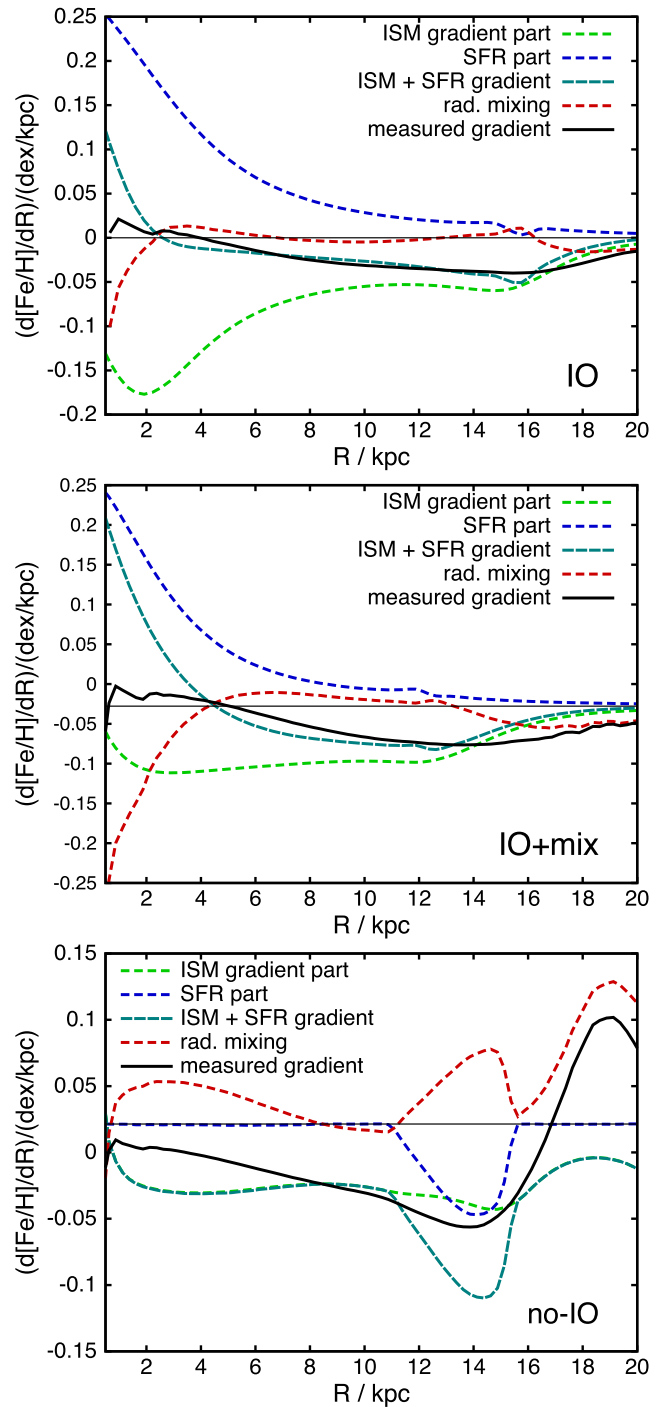 0.25
0.2
0.15
0.1
0.05
0
-0.05
-0.1
-0.15
-0.2
(d[Fe/H]/dR)/(dex/kpc)
ISM gradient part
SFR part
ISM + SFR gradient
rad. mixing
measured gradient
IO
2 4 6 8 10 12 14 16 18 20
R / kpc
0.25
0.2
0.15
0.1
0.05
0
-0.05
-0.1
-0.15
-0.2
-0.25
(d[Fe/H]/dR)/(dex/kpc)
ISM gradient part
SFR part
ISM + SFR gradient
rad. mixing
measured gradient
IO+mix
2 4 6 8 10 12 14 16 18 20
R / kpc
0.15
0.1
0.05
0
-0.05
-0.1
-0.15
(d[Fe/H]/dR)/(dex/kpc)
ISM gradient part
SFR part
ISM + SFR gradient
rad. mixing
measured gradient
no-IO
2 4 6 8 10 12 14 16 18 20
R / kpc